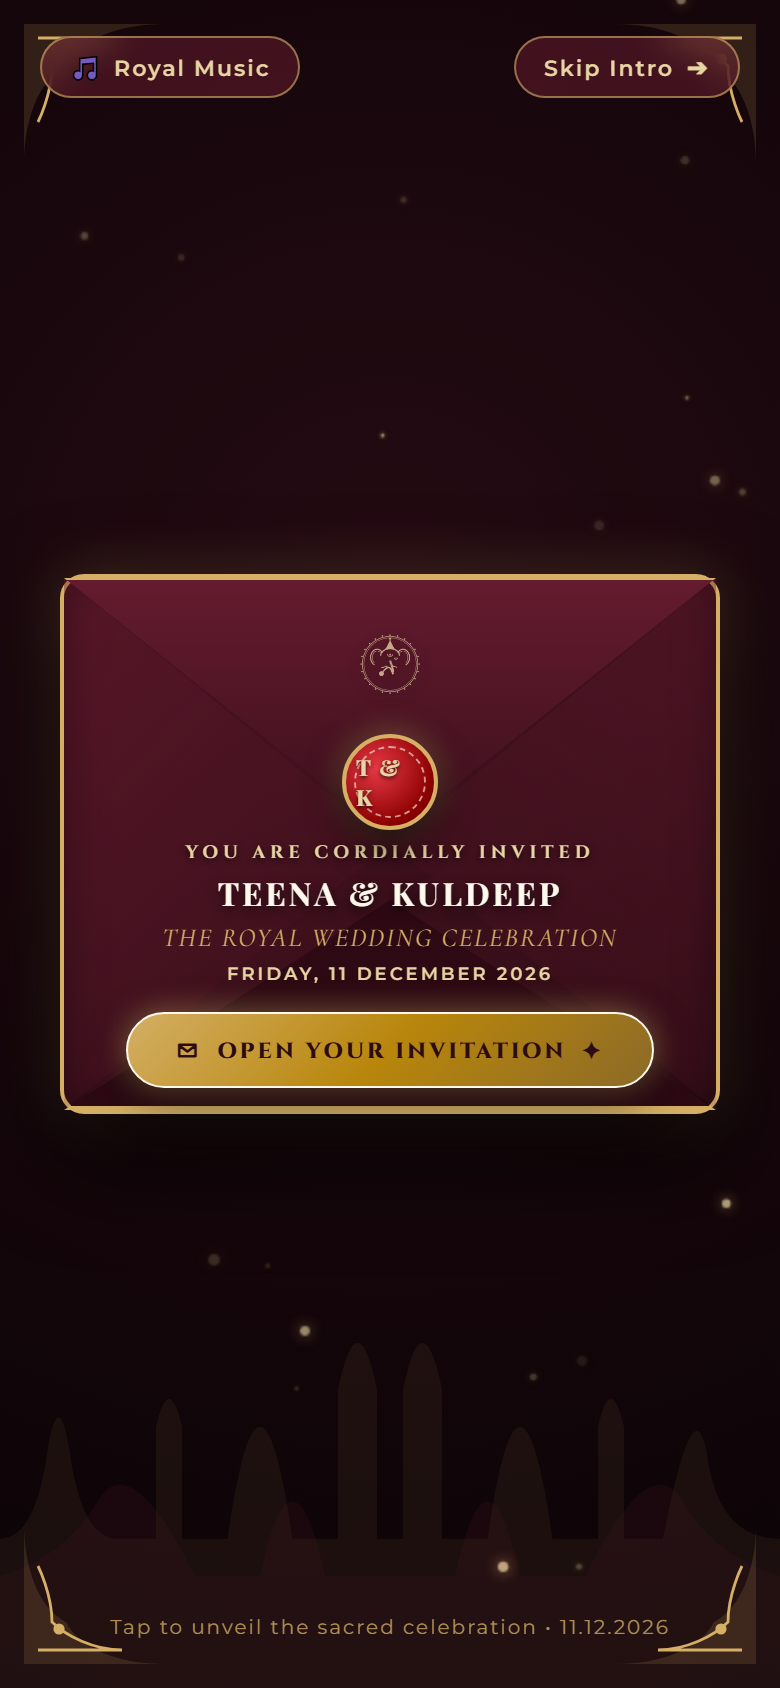 Royal Music
Skip Intro ➔
T &
K
YOU ARE CORDIALLY INVITED
TEENA & KULDEEP
THE ROYAL WEDDING CELEBRATION
FRIDAY, 11 DECEMBER 2026
OPEN YOUR INVITATION ✦
Tap to unveil the sacred celebration • 11.12.2026